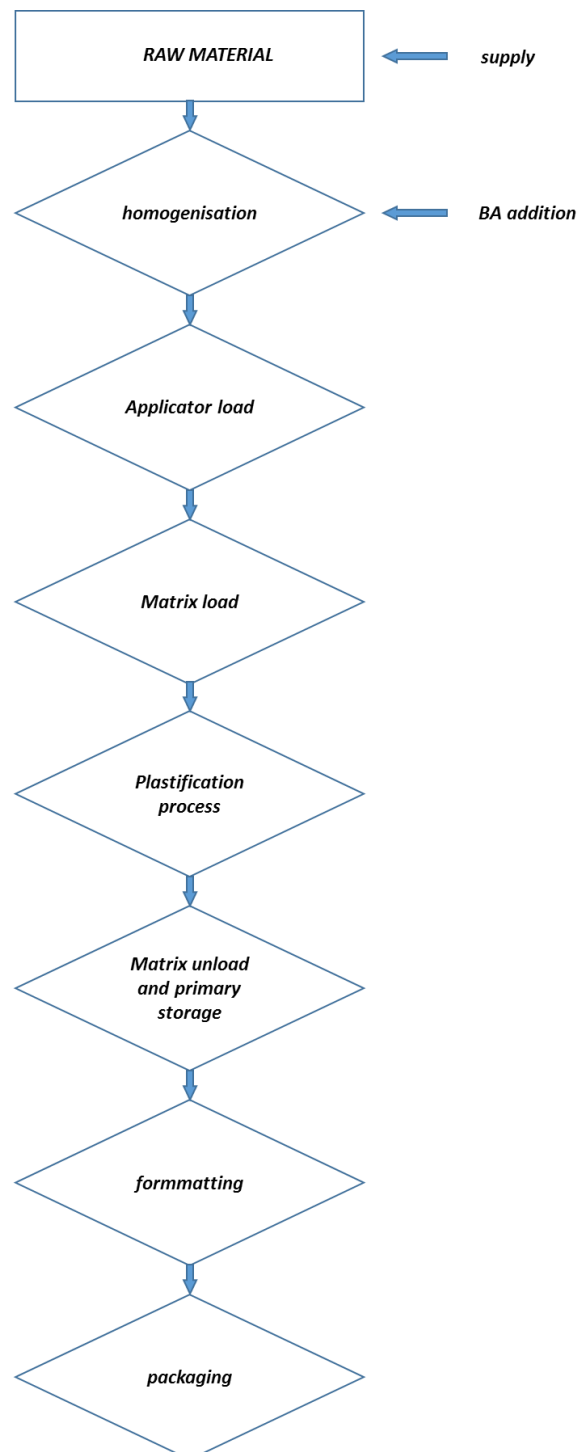 RAW MATERIAL
supply
homogenisation
BA addition
Applicator load
Matrix load
Plastification
process
Matrix unload
and primary
storage
formmatting
packaging